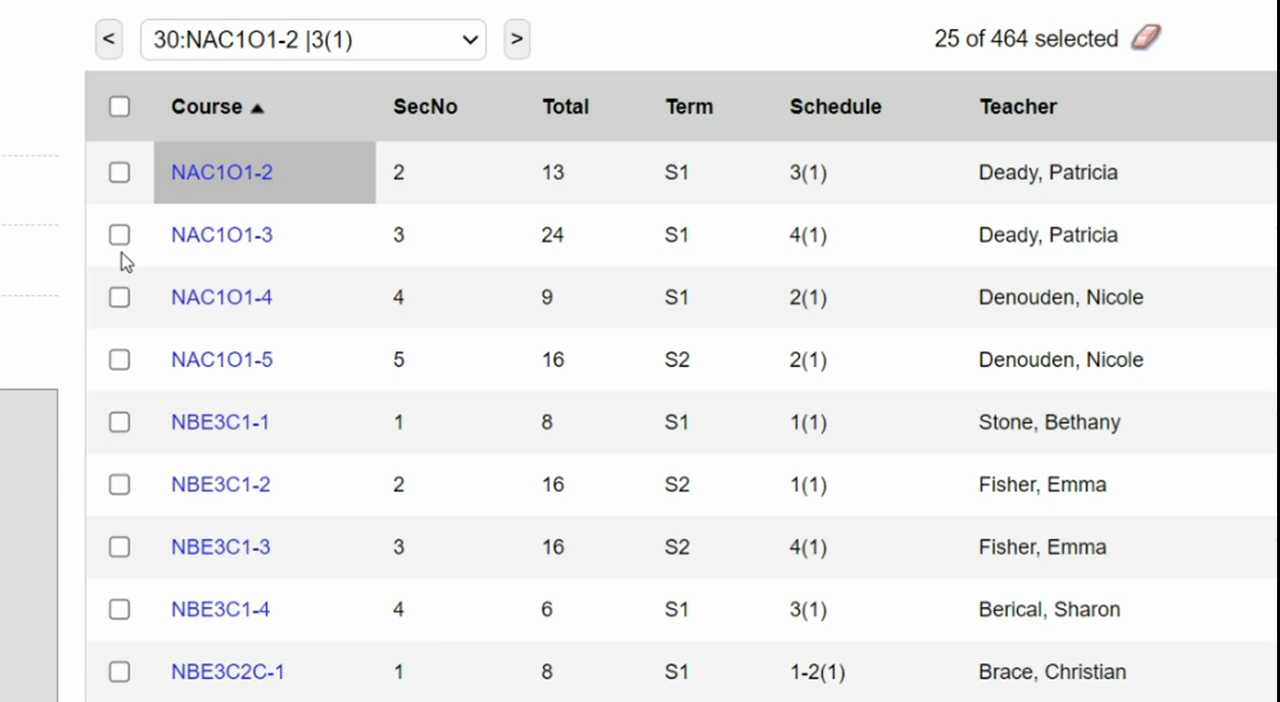 < 30:NAC1O1-2 |3(1) > 25 of 464 selected
Course ▲ SecNo Total Term Schedule Teacher
NAC1O1-2 2 13 S1 3(1) Deady, Patricia
NAC1O1-3 3 24 S1 4(1) Deady, Patricia
NAC1O1-4 4 9 S1 2(1) Denouden, Nicole
NAC1O1-5 5 16 S2 2(1) Denouden, Nicole
NBE3C1-1 1 8 S1 1(1) Stone, Bethany
NBE3C1-2 2 16 S2 1(1) Fisher, Emma
NBE3C1-3 3 16 S2 4(1) Fisher, Emma
NBE3C1-4 4 6 S1 3(1) Berical, Sharon
NBE3C2C-1 1 8 S1 1-2(1) Brace, Christian